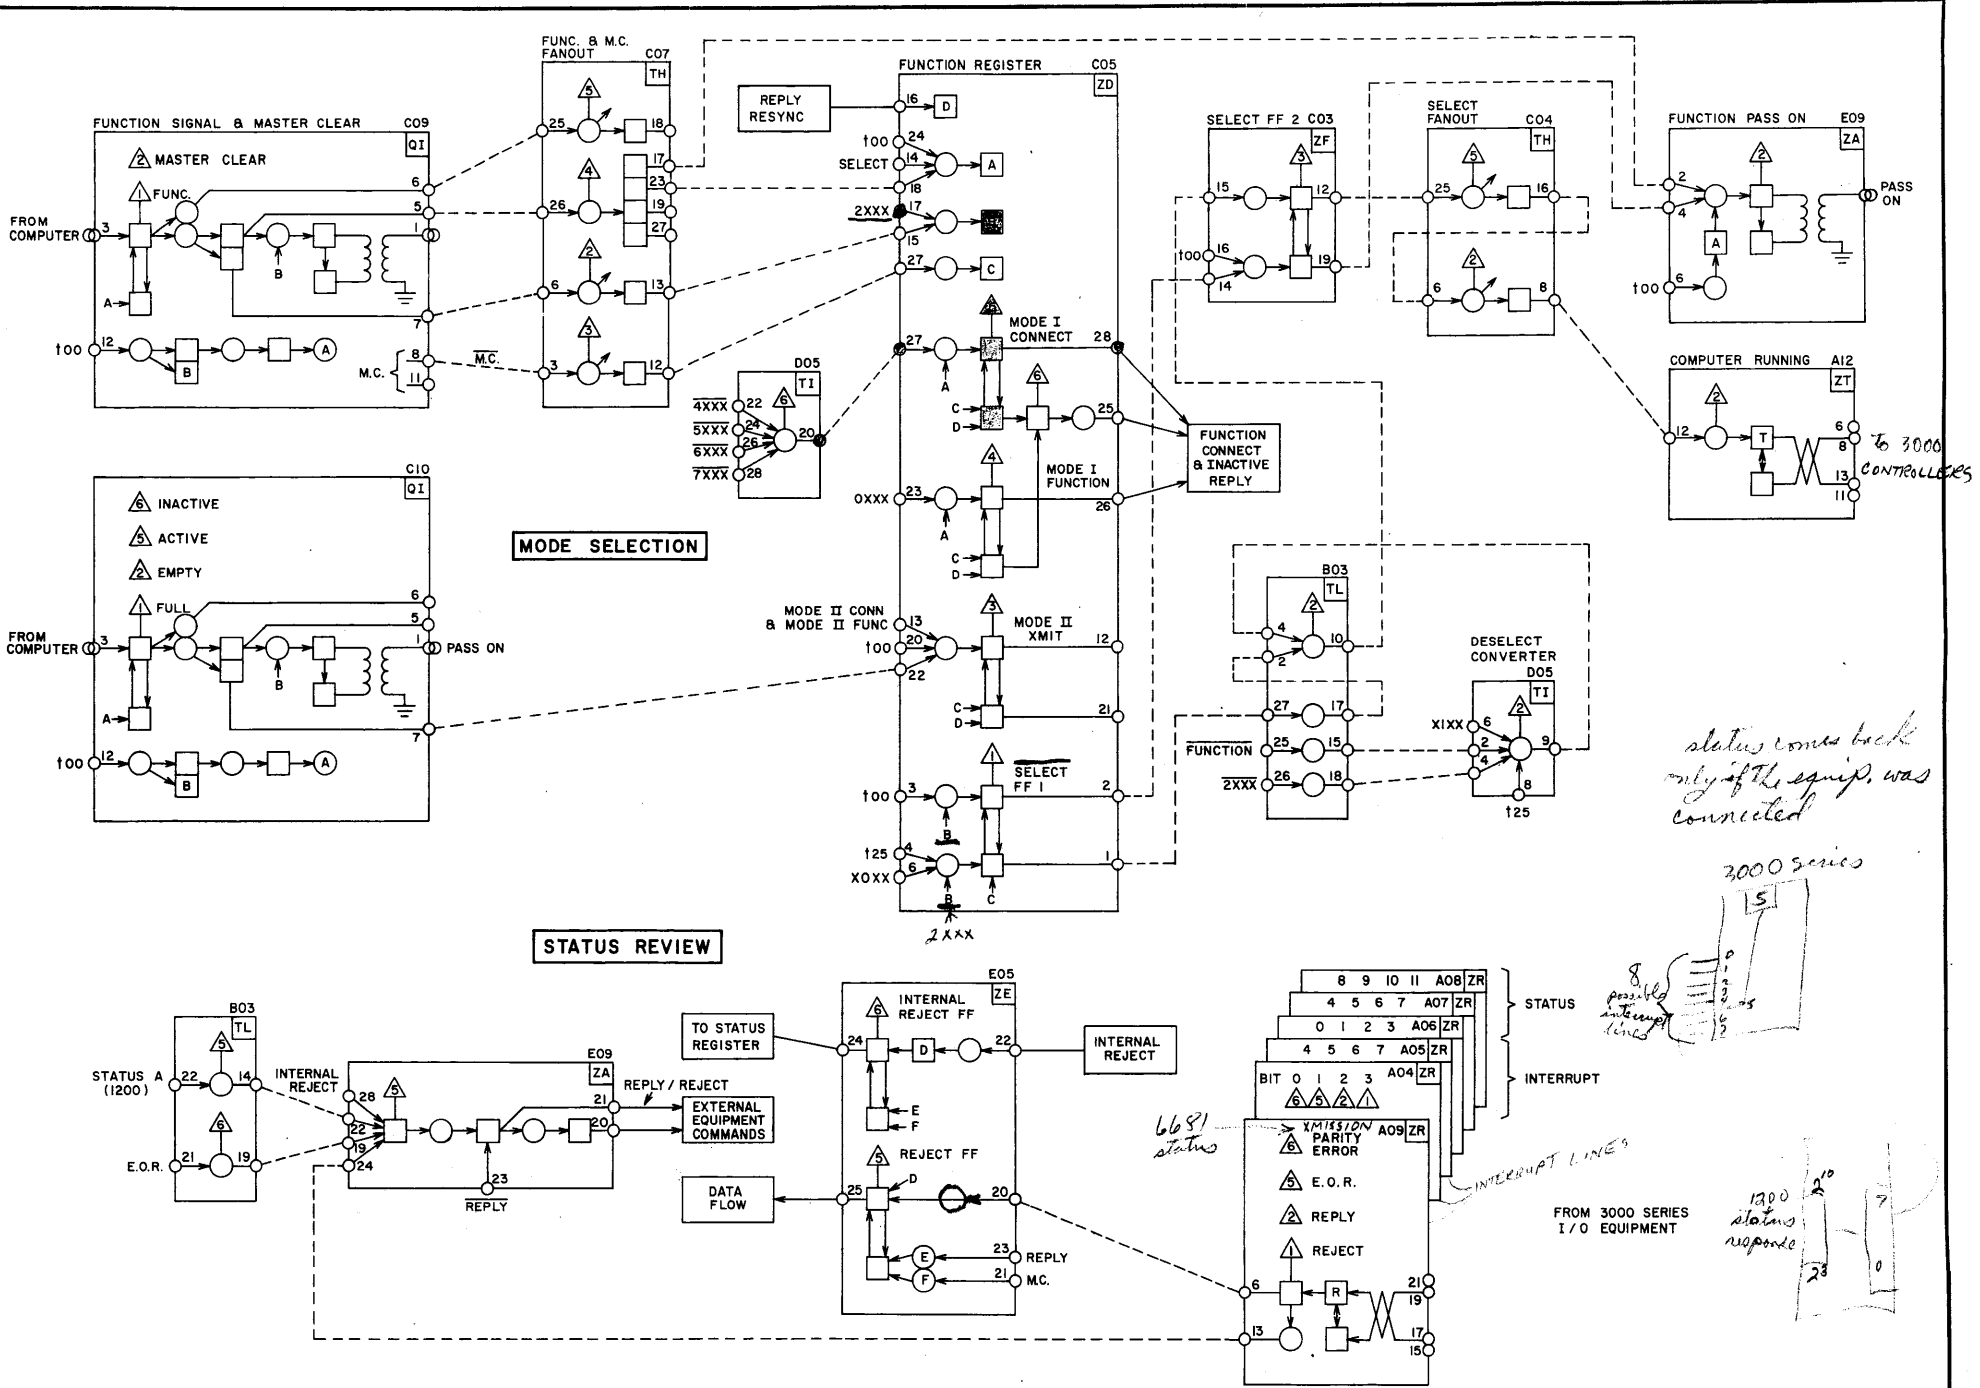 FUNCTION SIGNAL & MASTER CLEAR C09
QI
2 MASTER CLEAR
1 FUNC.
FROM
COMPUTER
3
6
5
1
B
A
7
t00
12
B
A
M.C.
8
11
M.C.
FUNC. & M.C.
FANOUT C07
TH
5
25
18
4
17
23
26
19
27
2
6
13
3
3
12
REPLY
RESYNC
FUNCTION REGISTER C05
ZD
16
D
t00
24
SELECT
14
A
18
2XXX
17
15
27
C
5
MODE I
CONNECT
27
28
A
6
C
D
25
4
MODE I
FUNCTION
0XXX
23
26
A
C
D
MODE II CONN
& MODE II FUNC
13
t00
20
22
3
MODE II
XMIT
12
C
D
21
1
SELECT
FF I
t00
3
2
B
t25
4
X0XX
6
1
B
C
2XXX
D05
TI
4XXX
22
5XXX
24
6XXX
26
7XXX
28
6
20
FUNCTION
CONNECT
& INACTIVE
REPLY
SELECT FF 2 C03
ZF
3
15
12
t00
16
14
19
SELECT
FANOUT
C04
TH
5
25
16
2
6
8
FUNCTION PASS ON E09
ZA
2
2
4
A
t00
6
PASS
ON
COMPUTER RUNNING A12
ZT
2
12
T
6
8
13
11
To 3000
CONTROLLERS
C10
QI
6 INACTIVE
5 ACTIVE
2 EMPTY
1 FULL
FROM
COMPUTER
3
6
5
1
PASS ON
B
A
7
t00
12
B
A
MODE SELECTION
B03
TL
2
4
2
10
27
17
FUNCTION
25
15
2XXX
26
18
DESELECT
CONVERTER
D05
TI
X1XX
6
2
2
4
9
8
t25
status comes back
only if the equip. was
connected
3000 series
5
8
possible
interrupt
lines
STATUS REVIEW
B03
TL
5
STATUS A
(1200)
22
14
6
E.O.R.
21
19
INTERNAL
REJECT
E09
ZA
28
5
22
19
24
21
20
23
REPLY
REPLY / REJECT
EXTERNAL
EQUIPMENT
COMMANDS
TO STATUS
REGISTER
DATA
FLOW
E05
ZE
6
INTERNAL
REJECT FF
24
D
22
E
F
5
REJECT FF
D
25
20
E
23
REPLY
F
21
M.C.
INTERNAL
REJECT
8 9 10 11 A08 ZR
4 5 6 7 A07 ZR
0 1 2 3 A06 ZR
STATUS
4 5 6 7 A05 ZR
BIT 0 1 2 3 A04 ZR
6 5 2 1
INTERRUPT
6681
status
XMISSION
A09 ZR
6 PARITY
ERROR
5 E.O.R.
2 REPLY
1 REJECT
6
R
21
19
13
17
15
INTERRUPT LINES
FROM 3000 SERIES
I/O EQUIPMENT
1200
status
response
2¹⁰
2³
7
0